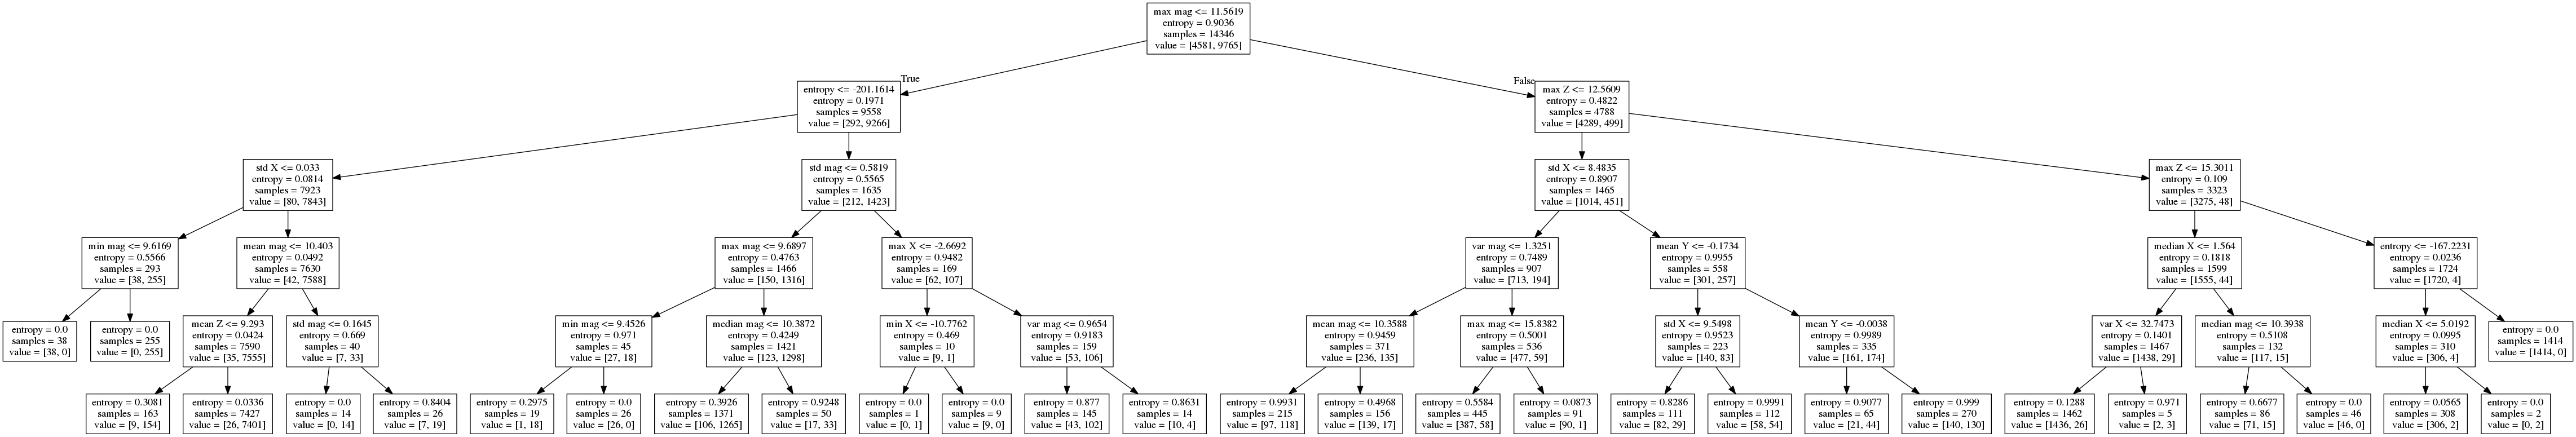 max mag <= 11.5619
entropy = 0.9036
samples = 14346
value = [4581, 9765]
True
False
entropy <= -201.1614
entropy = 0.1971
samples = 9558
value = [292, 9266]
max Z <= 12.5609
entropy = 0.4822
samples = 4788
value = [4289, 499]
std X <= 0.033
entropy = 0.0814
samples = 7923
value = [80, 7843]
std mag <= 0.5819
entropy = 0.5565
samples = 1635
value = [212, 1423]
std X <= 8.4835
entropy = 0.8907
samples = 1465
value = [1014, 451]
max Z <= 15.3011
entropy = 0.109
samples = 3323
value = [3275, 48]
min mag <= 9.6169
entropy = 0.5566
samples = 293
value = [38, 255]
mean mag <= 10.403
entropy = 0.0492
samples = 7630
value = [42, 7588]
max mag <= 9.6897
entropy = 0.4763
samples = 1466
value = [150, 1316]
max X <= -2.6692
entropy = 0.9482
samples = 169
value = [62, 107]
var mag <= 1.3251
entropy = 0.7489
samples = 907
value = [713, 194]
mean Y <= -0.1734
entropy = 0.9955
samples = 558
value = [301, 257]
median X <= 1.564
entropy = 0.1818
samples = 1599
value = [1555, 44]
entropy <= -167.2231
entropy = 0.0236
samples = 1724
value = [1720, 4]
entropy = 0.0
samples = 38
value = [38, 0]
entropy = 0.0
samples = 255
value = [0, 255]
mean Z <= 9.293
entropy = 0.0424
samples = 7590
value = [35, 7555]
std mag <= 0.1645
entropy = 0.669
samples = 40
value = [7, 33]
min mag <= 9.4526
entropy = 0.971
samples = 45
value = [27, 18]
median mag <= 10.3872
entropy = 0.4249
samples = 1421
value = [123, 1298]
min X <= -10.7762
entropy = 0.469
samples = 10
value = [9, 1]
var mag <= 0.9654
entropy = 0.9183
samples = 159
value = [53, 106]
mean mag <= 10.3588
entropy = 0.9459
samples = 371
value = [236, 135]
max mag <= 15.8382
entropy = 0.5001
samples = 536
value = [477, 59]
std X <= 9.5498
entropy = 0.9523
samples = 223
value = [140, 83]
mean Y <= -0.0038
entropy = 0.9989
samples = 335
value = [161, 174]
var X <= 32.7473
entropy = 0.1401
samples = 1467
value = [1438, 29]
median mag <= 10.3938
entropy = 0.5108
samples = 132
value = [117, 15]
median X <= 5.0192
entropy = 0.0995
samples = 310
value = [306, 4]
entropy = 0.0
samples = 1414
value = [1414, 0]
entropy = 0.3081
samples = 163
value = [9, 154]
entropy = 0.0336
samples = 7427
value = [26, 7401]
entropy = 0.0
samples = 14
value = [0, 14]
entropy = 0.8404
samples = 26
value = [7, 19]
entropy = 0.2975
samples = 19
value = [1, 18]
entropy = 0.0
samples = 26
value = [26, 0]
entropy = 0.3926
samples = 1371
value = [106, 1265]
entropy = 0.9248
samples = 50
value = [17, 33]
entropy = 0.0
samples = 1
value = [0, 1]
entropy = 0.0
samples = 9
value = [9, 0]
entropy = 0.877
samples = 145
value = [43, 102]
entropy = 0.8631
samples = 14
value = [10, 4]
entropy = 0.9931
samples = 215
value = [97, 118]
entropy = 0.4968
samples = 156
value = [139, 17]
entropy = 0.5584
samples = 445
value = [387, 58]
entropy = 0.0873
samples = 91
value = [90, 1]
entropy = 0.8286
samples = 111
value = [82, 29]
entropy = 0.9991
samples = 112
value = [58, 54]
entropy = 0.9077
samples = 65
value = [21, 44]
entropy = 0.999
samples = 270
value = [140, 130]
entropy = 0.1288
samples = 1462
value = [1436, 26]
entropy = 0.971
samples = 5
value = [2, 3]
entropy = 0.6677
samples = 86
value = [71, 15]
entropy = 0.0
samples = 46
value = [46, 0]
entropy = 0.0565
samples = 308
value = [306, 2]
entropy = 0.0
samples = 2
value = [0, 2]